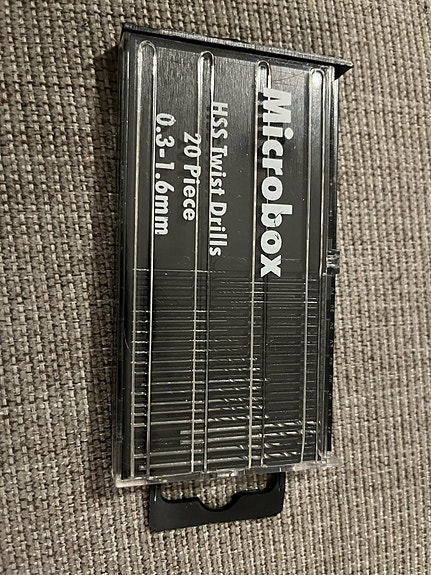 Microbox
HSS Twist Drills
20 Piece
0.3-1.6mm